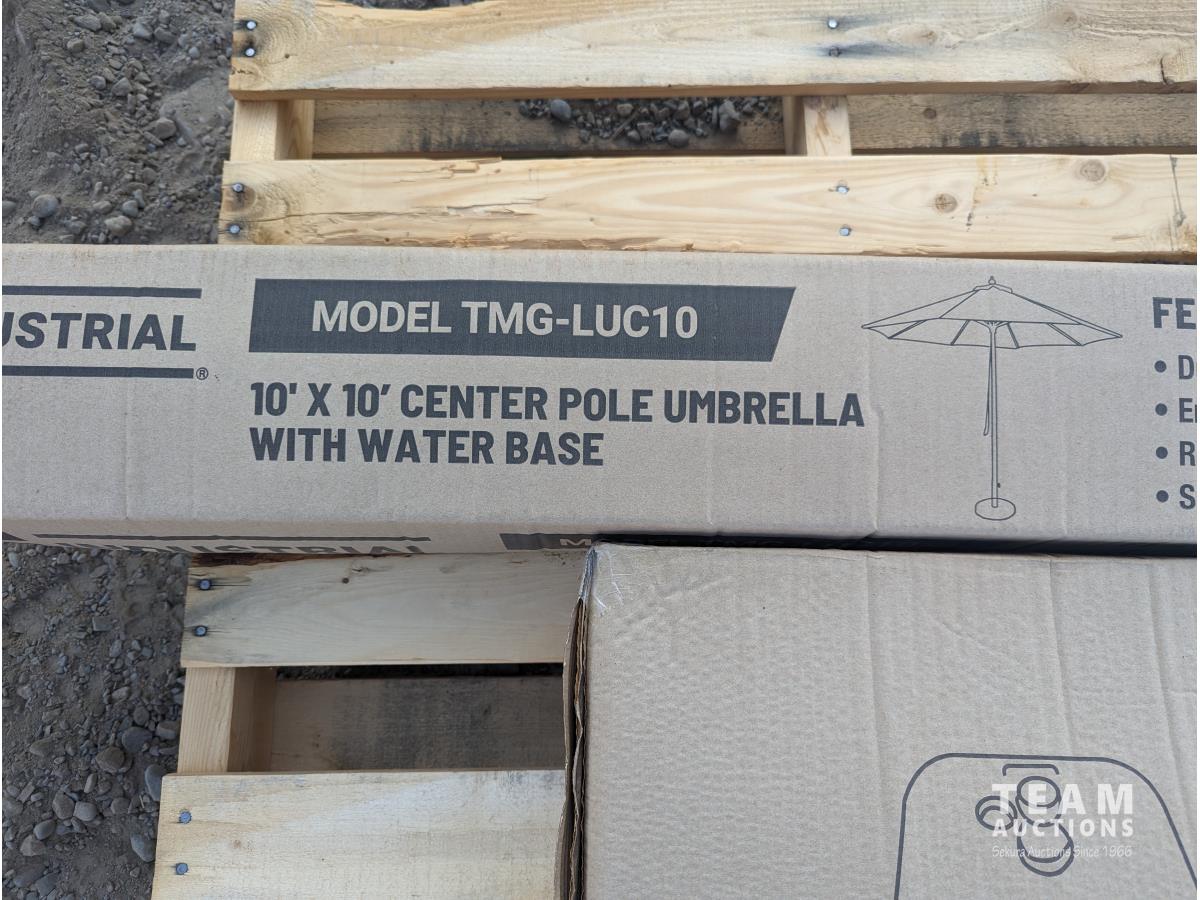 USTRIAL
®
MODEL TMG-LUC10
10' X 10′ CENTER POLE UMBRELLA
WITH WATER BASE
FE
• D
• E
• R
• S
TEAM
AUCTIONS
Sekura Auctions Since 1966